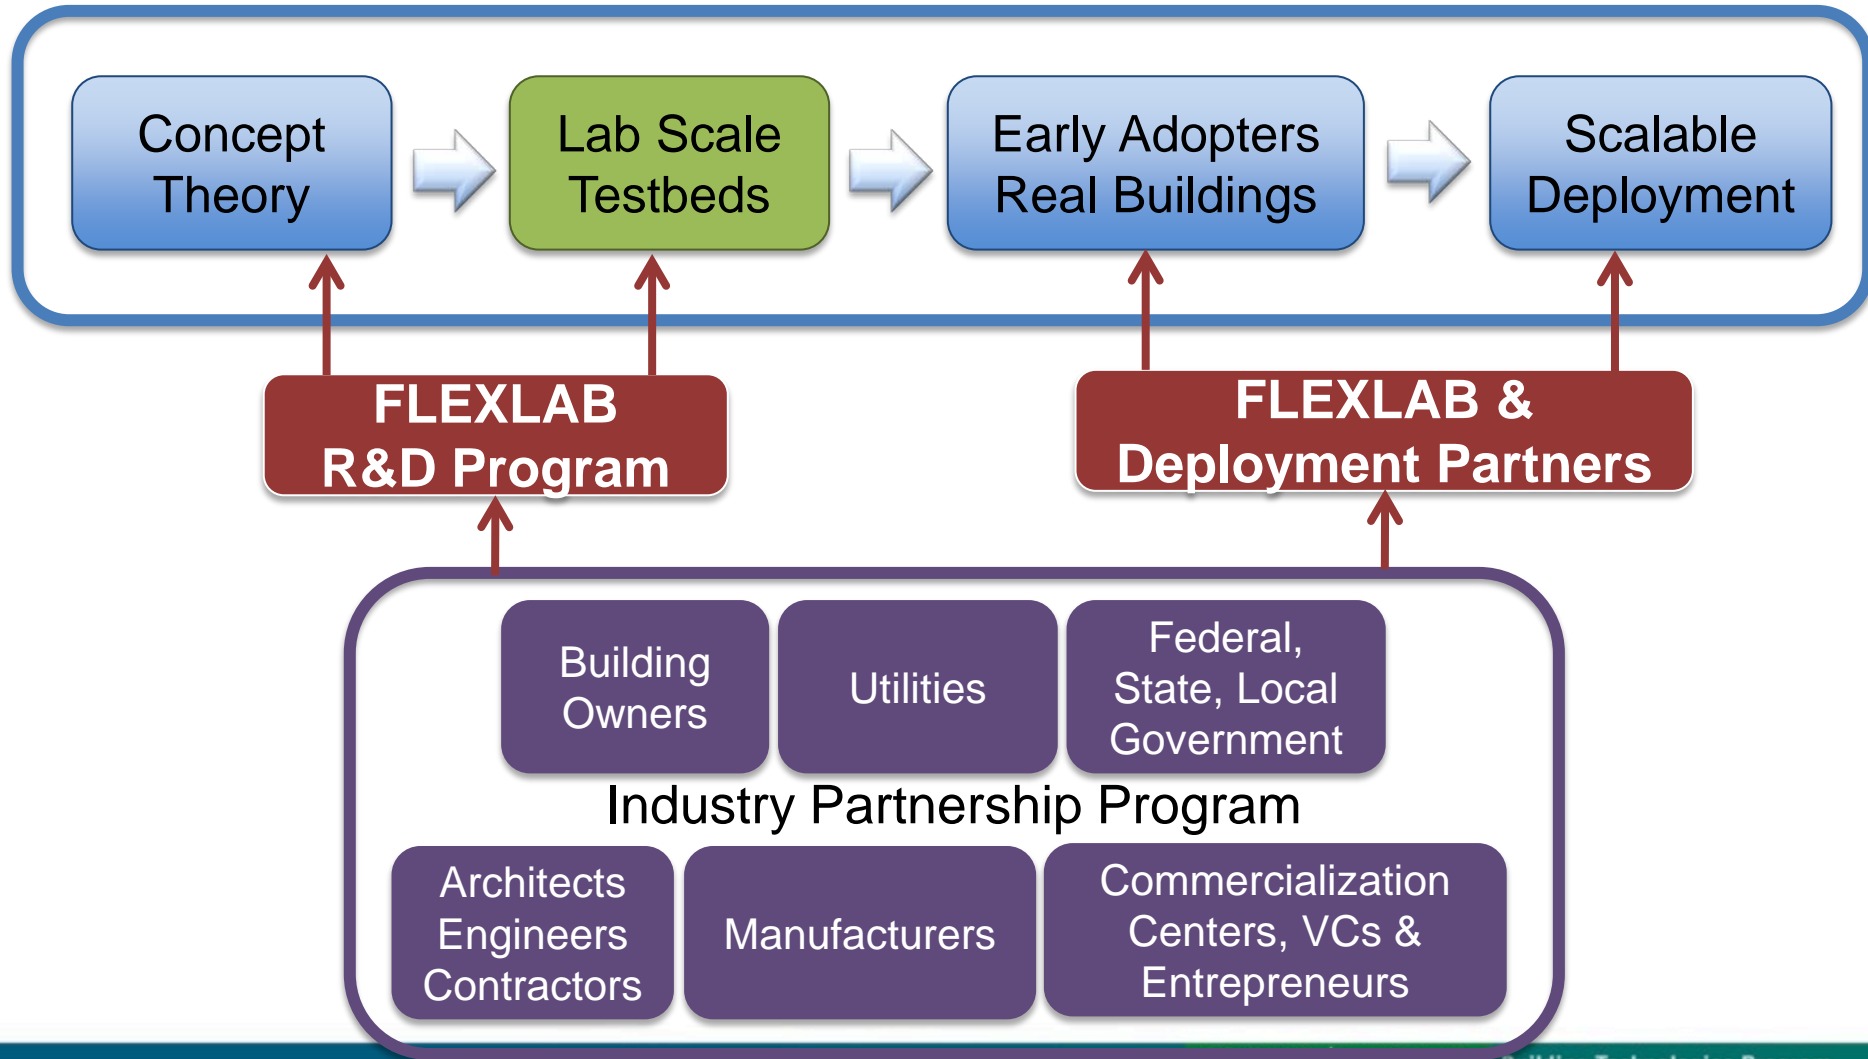 Concept
Theory
Lab Scale
Testbeds
Early Adopters
Real Buildings
Scalable
Deployment
FLEXLAB
R&D Program
FLEXLAB &
Deployment Partners
Building
Owners
Utilities
Federal,
State, Local
Government
Industry Partnership Program
Architects
Engineers
Contractors
Manufacturers
Commercialization
Centers, VCs &
Entrepreneurs